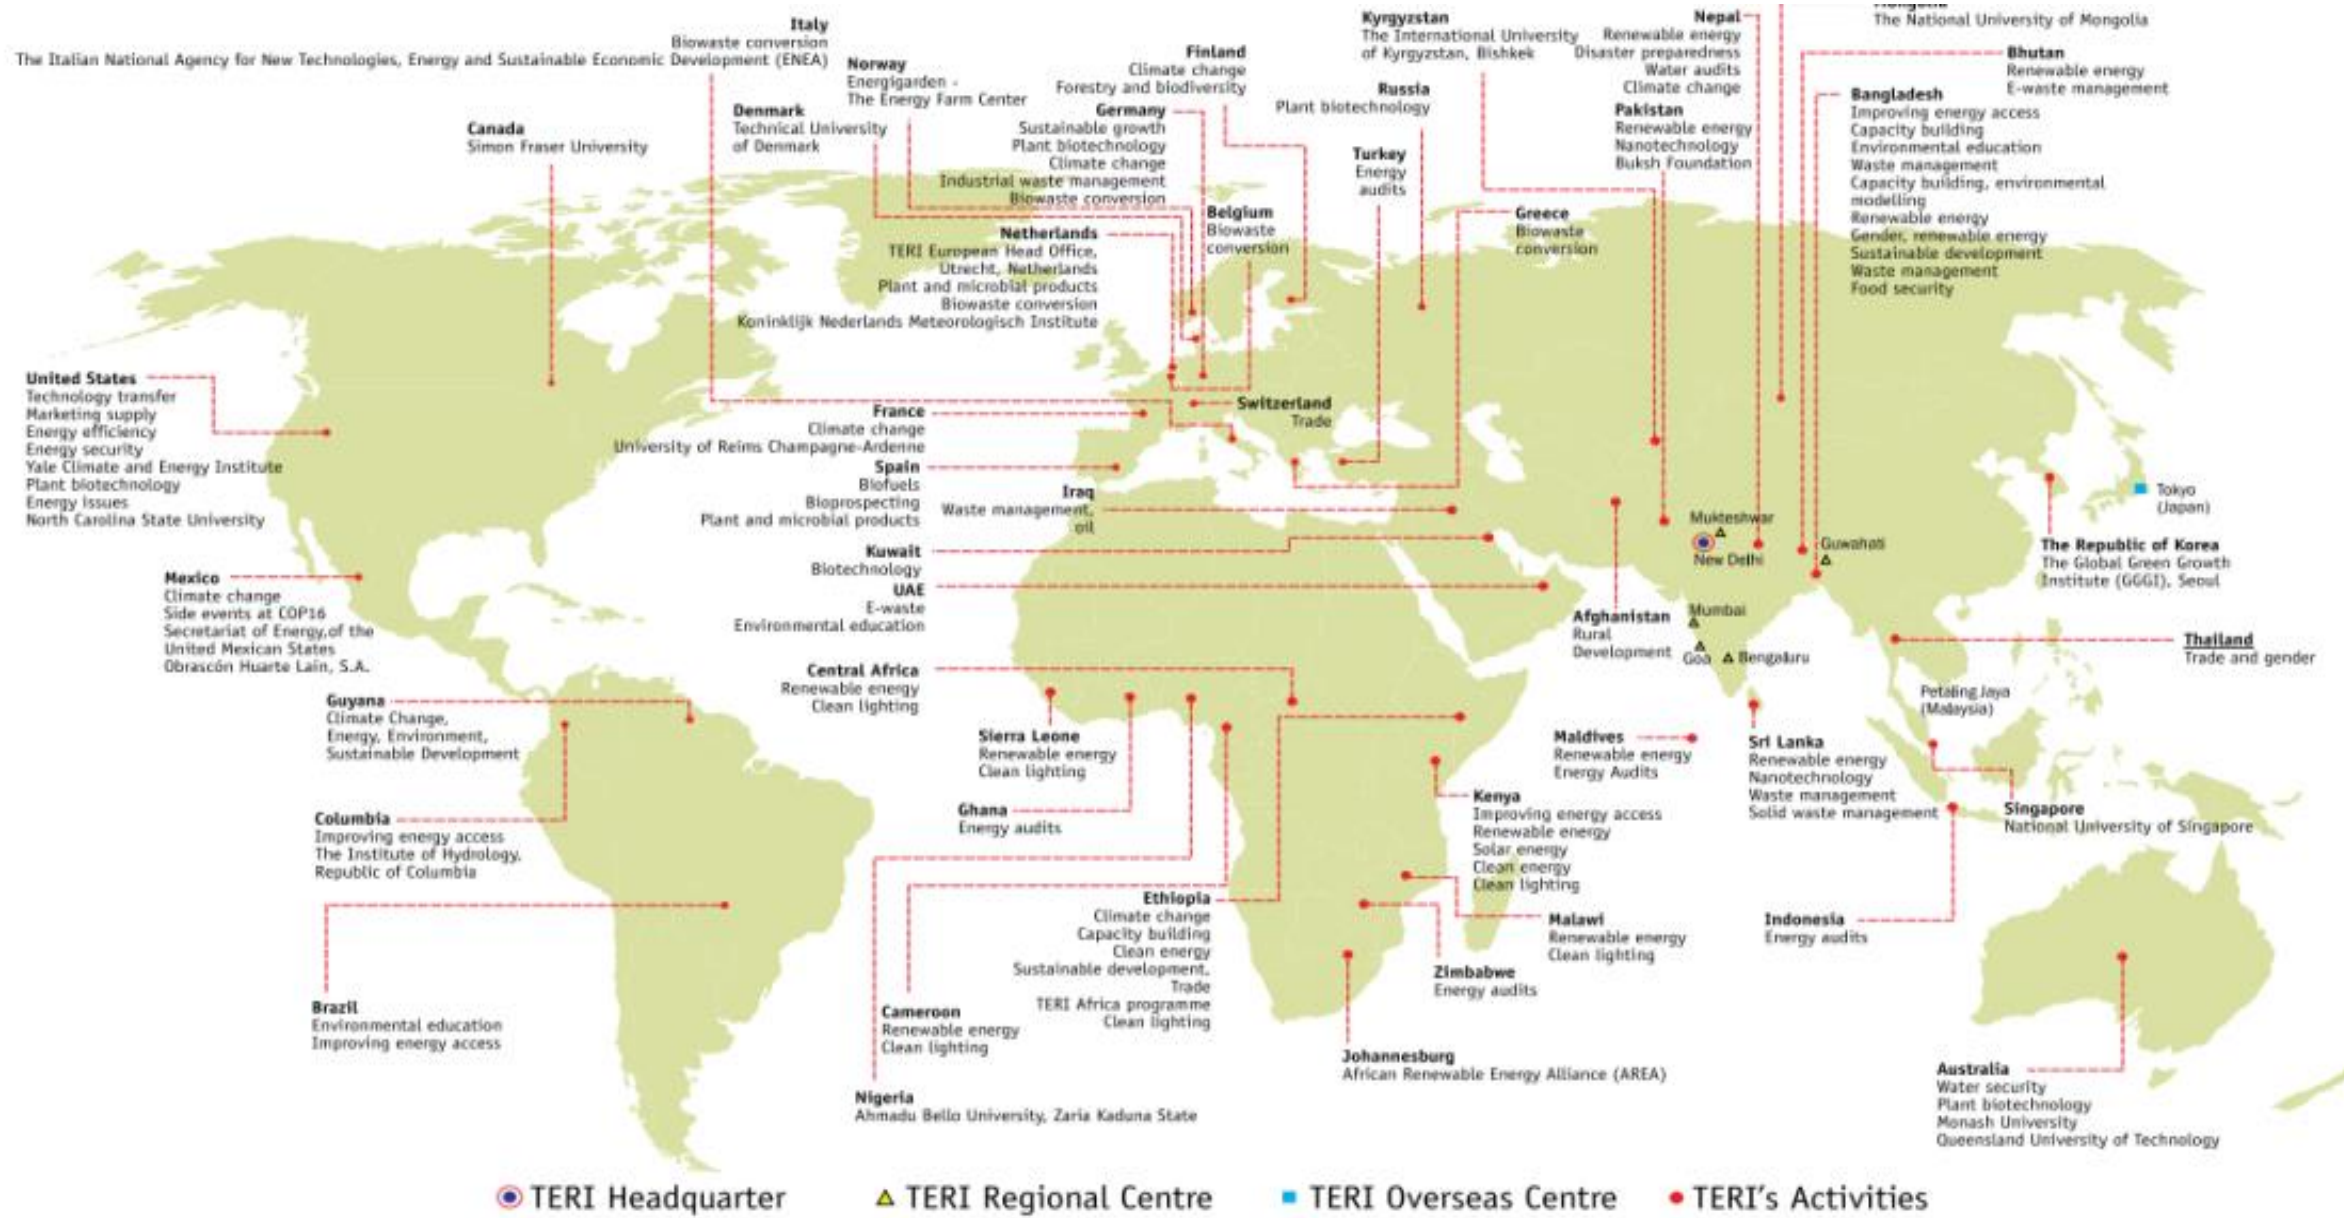 Italy
Biowaste conversion
The Italian National Agency for New Technologies, Energy and Sustainable Economic Development (ENEA)
Norway
Energigarden -
The Energy Farm Center
Denmark
Technical University
of Denmark
Canada
Simon Fraser University
Finland
Climate change
Forestry and biodiversity
Germany
Sustainable growth
Plant biotechnology
Climate change
Industrial waste management
Biowaste conversion
Kyrgyzstan
The International University
of Kyrgyzstan, Bishkek
Russia
Plant biotechnology
Turkey
Energy
audits
Nepal
Renewable energy
Disaster preparedness
Water audits
Climate change
Pakistan
Renewable energy
Nanotechnology
Buksh Foundation
The National University of Mongolia
Bhutan
Renewable energy
E-waste management
Bangladesh
Improving energy access
Capacity building
Environmental education
Waste management
Capacity building, environmental
modelling
Renewable energy
Gender, renewable energy
Sustainable development
Waste management
Food security
Belgium
Biowaste
conversion
Greece
Biowaste
conversion
Netherlands
TERI European Head Office,
Utrecht, Netherlands
Plant and microbial products
Biowaste conversion
Koninklijk Nederlands Meteorologisch Institute
United States
Technology transfer
Marketing supply
Energy efficiency
Energy security
Yale Climate and Energy Institute
Plant biotechnology
Energy issues
North Carolina State University
Switzerland
Trade
France
Climate change
University of Reims Champagne-Ardenne
Spain
Biofuels
Bioprospecting
Plant and microbial products
Iraq
Waste management,
oil
Kuwait
Biotechnology
UAE
E-waste
Environmental education
Mukteshwar
New Delhi
Guwahati
Mumbai
Goa
Bengaluru
Tokyo
(Japan)
The Republic of Korea
The Global Green Growth
Institute (GGGI), Seoul
Mexico
Climate change
Side events at COP16
Secretariat of Energy,of the
United Mexican States
Obrascón Huarte Lain, S.A.
Afghanistan
Rural
Development
Thailand
Trade and gender
Petaling Jaya
(Malaysia)
Central Africa
Renewable energy
Clean lighting
Guyana
Climate Change,
Energy, Environment,
Sustainable Development
Sierra Leone
Renewable energy
Clean lighting
Maldives
Renewable energy
Energy Audits
Sri Lanka
Renewable energy
Nanotechnology
Waste management
Solid waste management
Singapore
National University of Singapore
Columbia
Improving energy access
The Institute of Hydrology,
Republic of Columbia
Ghana
Energy audits
Kenya
Improving energy access
Renewable energy
Solar energy
Clean energy
Clean lighting
Ethiopia
Climate change
Capacity building
Clean energy
Sustainable development,
Trade
TERI Africa programme
Clean lighting
Malawi
Renewable energy
Clean lighting
Indonesia
Energy audits
Zimbabwe
Energy audits
Brazil
Environmental education
Improving energy access
Cameroon
Renewable energy
Clean lighting
Johannesburg
African Renewable Energy Alliance (AREA)
Nigeria
Ahmadu Bello University, Zaria Kaduna State
Australia
Water security
Plant biotechnology
Monash University
Queensland University of Technology
TERI Headquarter
TERI Regional Centre
TERI Overseas Centre
TERI's Activities